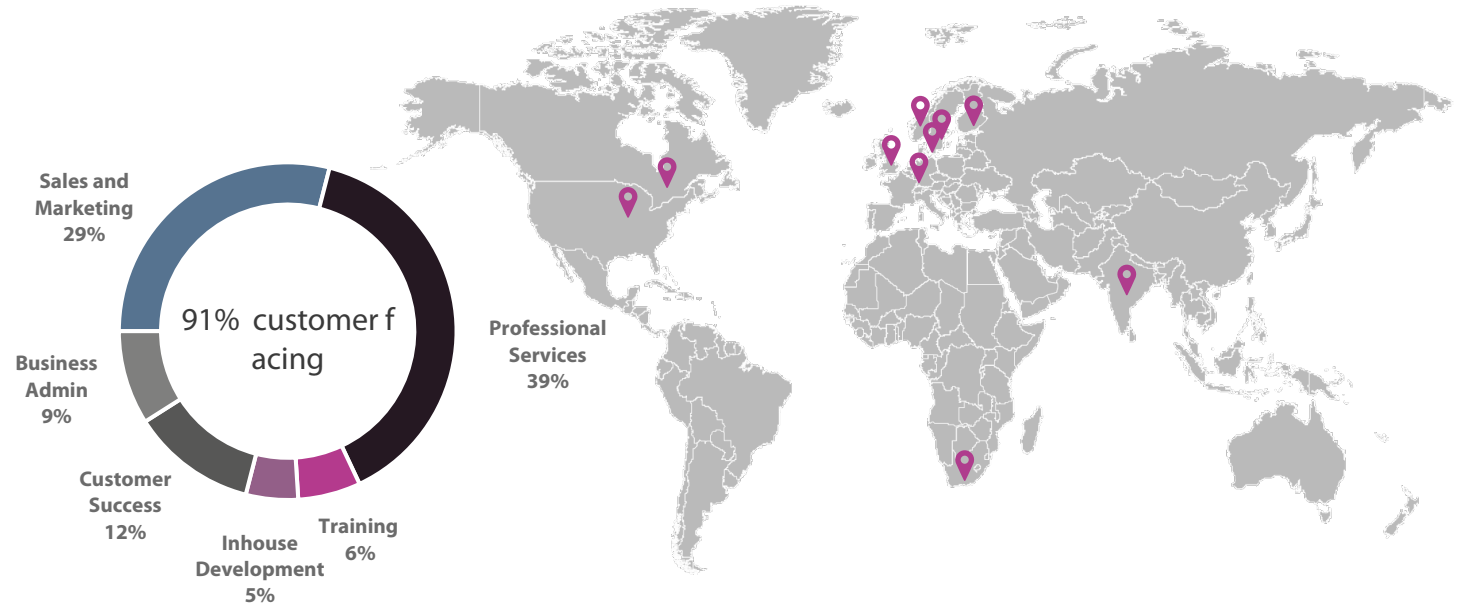 Sales and
Marketing
29%
91%  customer f
acing
Professional
Services
39%
Business
Admin
9%
Customer
Success
12%
Training
6%
Inhouse
Development
5%